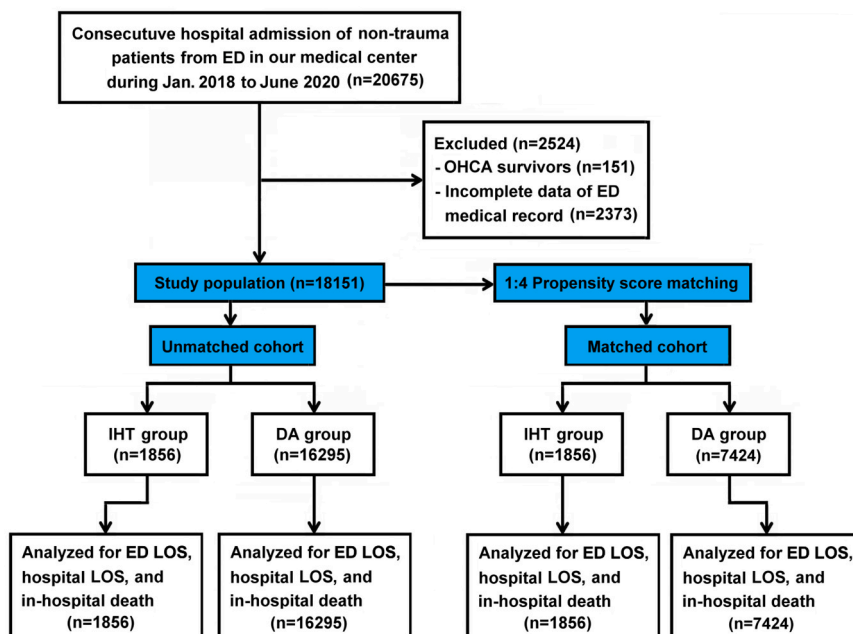 Consecutuve hospital admission of non-trauma
patients from ED in our medical center
during Jan. 2018 to June 2020 (n=20675)
Excluded (n=2524)
- OHCA survivors (n=151)
- Incomplete data of ED
medical record (n=2373)
Study population (n=18151)
1:4 Propensity score matching
Unmatched cohort
Matched cohort
IHT group
(n=1856)
DA group
(n=16295)
IHT group
(n=1856)
DA group
(n=7424)
Analyzed for ED LOS,
hospital LOS, and
in-hospital death
(n=1856)
Analyzed for ED LOS,
hospital LOS, and
in-hospital death
(n=16295)
Analyzed for ED LOS,
hospital LOS, and
in-hospital death
(n=1856)
Analyzed for ED LOS,
hospital LOS, and
in-hospital death
(n=7424)